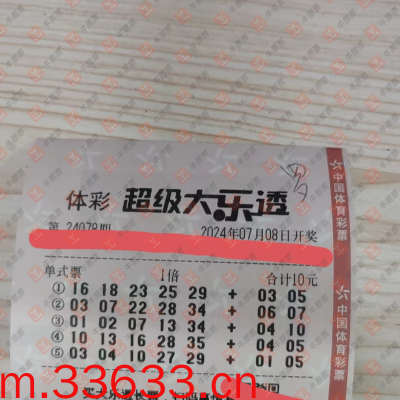 体彩 超级大乐透
第 24078期 2024年07月08日开奖
单式票 1倍 合计10元
① 16 18 23 25 29 + 03 05
② 03 07 22 28 34 + 06 07
③ 01 02 07 13 34 + 04 10
④ 10 13 16 28 35 + 04 05
⑤ 03 04 10 27 29 + 01 05
中国体育彩票
中国体育彩票
m.33633.cn